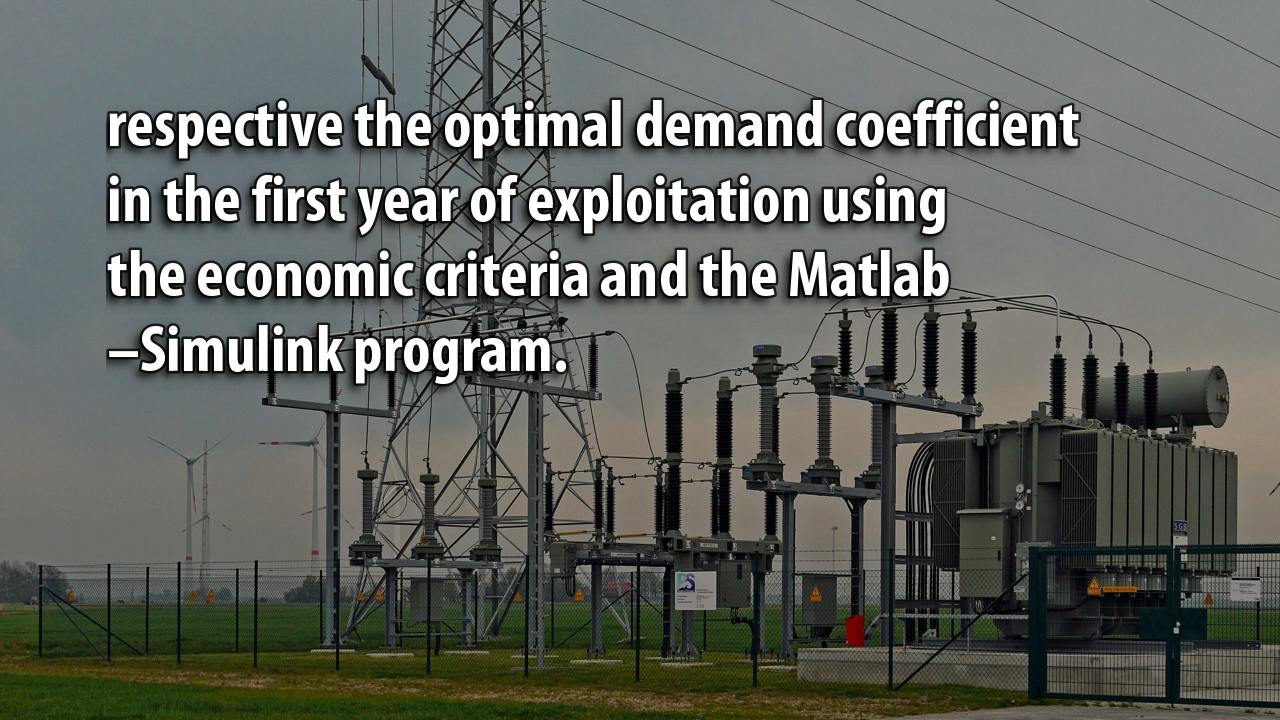 respective the optimal demand coefficient
in the first year of exploitation using
the economic criteria and the Matlab
–Simulink program.
SGB